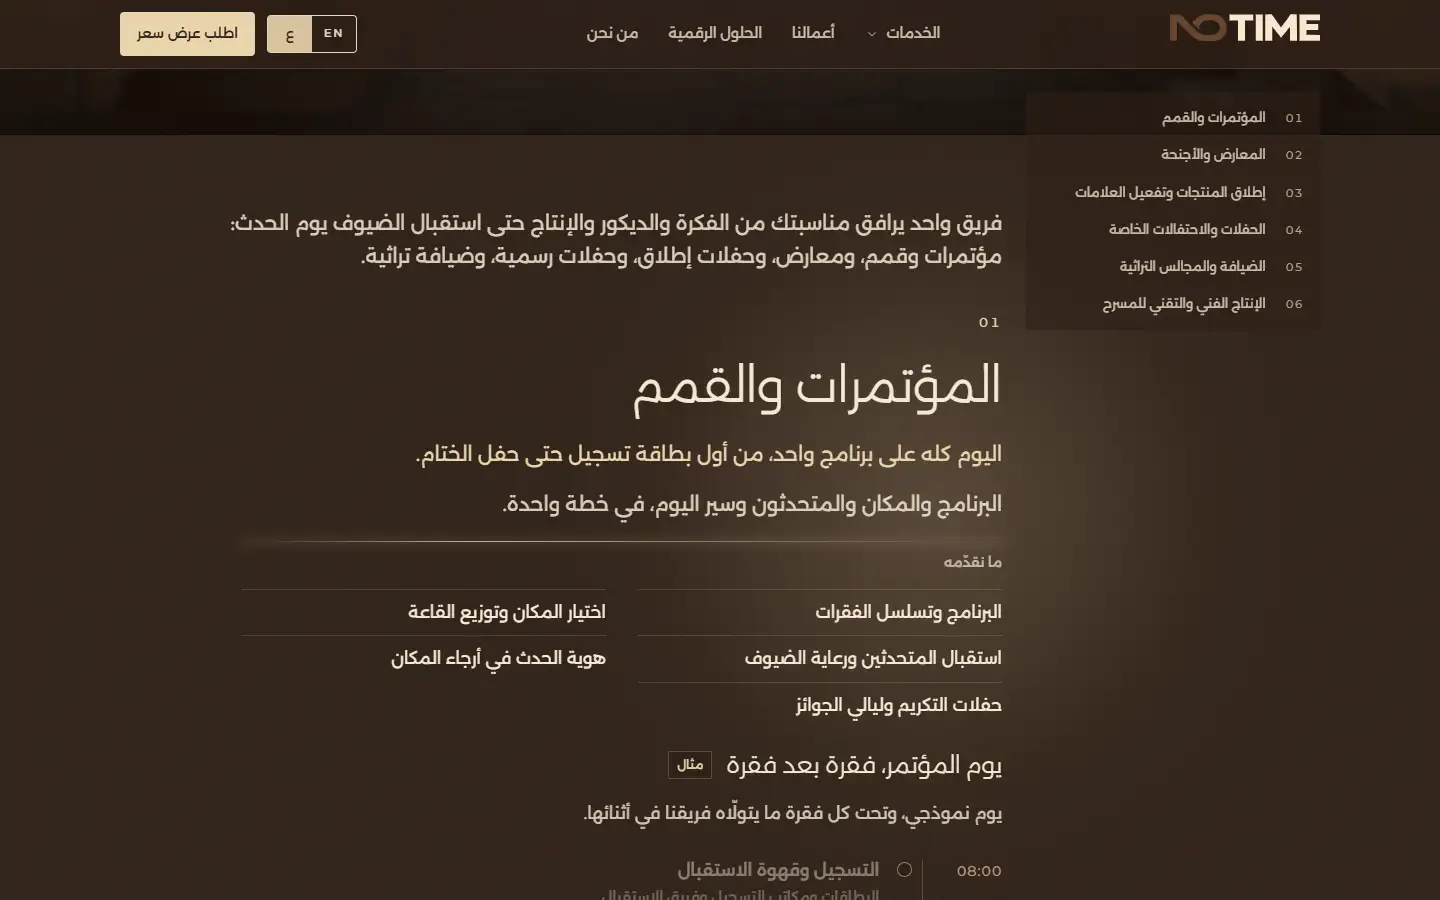 NOTIME
الخدمات
أعمالنا
الحلول الرقمية
من نحن
EN
ع
اطلب عرض سعر
01 المؤتمرات والقمم
02 المعارض والأجنحة
03 إطلاق المنتجات وتفعيل العلامات
04 الحفلات والاحتفالات الخاصة
05 الضيافة والمجالس التراثية
06 الإنتاج الفني والتقني للمسرح
فريق واحد يرافق مناسبتك من الفكرة والديكور والإنتاج حتى استقبال الضيوف يوم الحدث:
مؤتمرات وقمم، ومعارض، وحفلات إطلاق، وحفلات رسمية، وضيافة تراثية.
01
المؤتمرات والقمم
اليوم كله على برنامج واحد، من أول بطاقة تسجيل حتى حفل الختام.
البرنامج والمكان والمتحدثون وسير اليوم، في خطة واحدة.
ما نقدّمه
البرنامج وتسلسل الفقرات
اختيار المكان وتوزيع القاعة
استقبال المتحدثين ورعاية الضيوف
هوية الحدث في أرجاء المكان
حفلات التكريم وليالي الجوائز
يوم المؤتمر، فقرة بعد فقرة
مثال
يوم نموذجي، وتحت كل فقرة ما يتولّاه فريقنا في أثنائها.
08:00
التسجيل وقهوة الاستقبال
البطاقات ومكاتب التسجيل وفريق الاستقبال